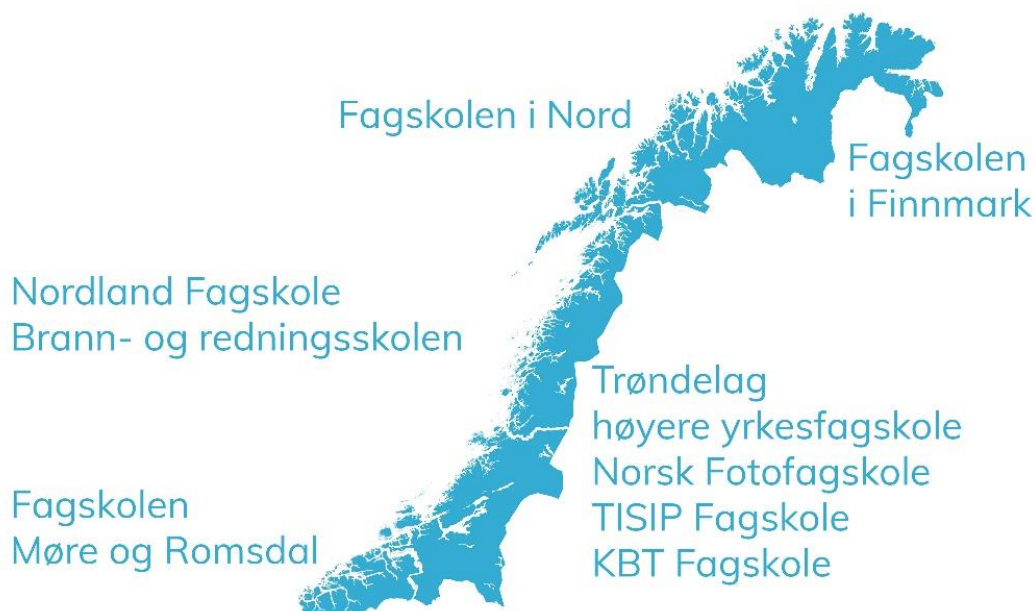 Fagskolen i Nord
Fagskolen
i Finnmark
Nordland Fagskole
Brann- og redningsskolen
Trøndelag
høyere yrkesfagskole
Norsk Fotofagskole
TISIP Fagskole
KBT Fagskole
Fagskolen
Møre og Romsdal